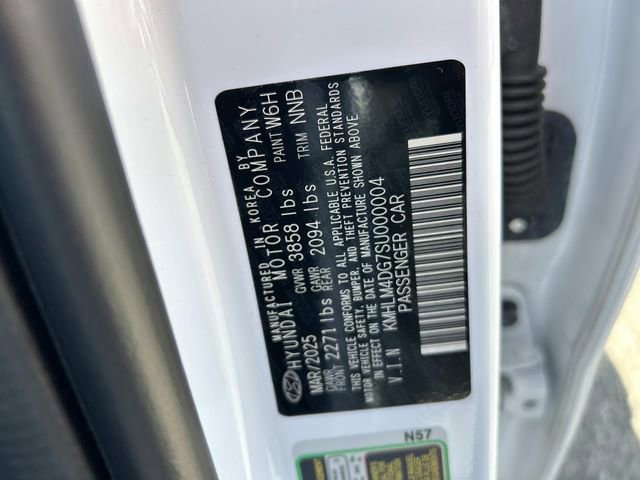 MANUFACTURED IN KOREA BY
HYUNDAI MOTOR COMPANY
MAR/2025 GVWR 3858 lbs PAINT W6H
GAWR FRONT 2271 lbs GAWR REAR 2094 lbs TRIM NNB
THIS VEHICLE CONFORMS TO ALL APPLICABLE U.S.A. FEDERAL
MOTOR VEHICLE SAFETY, BUMPER, AND THEFT PREVENTION STANDARDS
IN EFFECT ON THE DATE OF MANUFACTURE SHOWN ABOVE
V.I.N KMHLM4DG7SU000004
PASSENGER CAR
N57